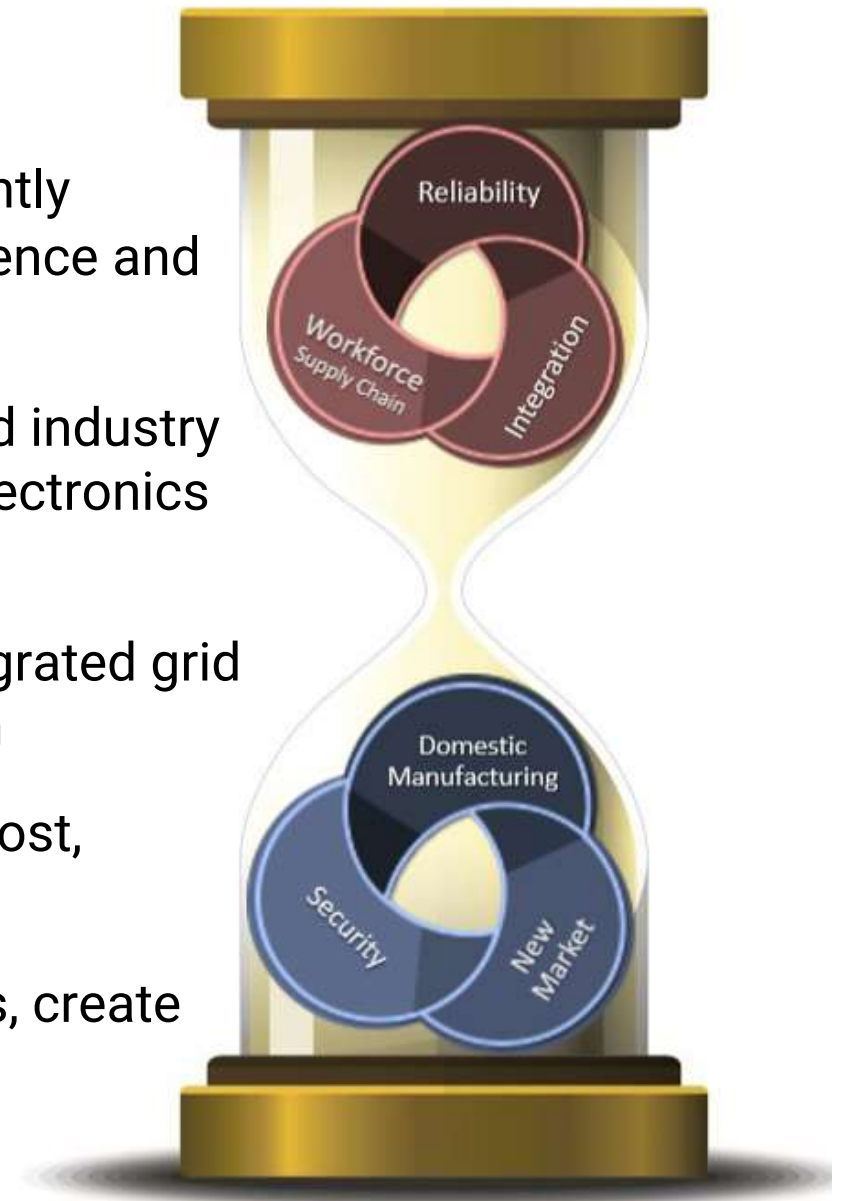 ntly
ence and
d industry
ectronics
grated grid
ost,
s, create
Reliability
Workforce
Supply Chain
Integration
Domestic
Manufacturing
Security
New
Market